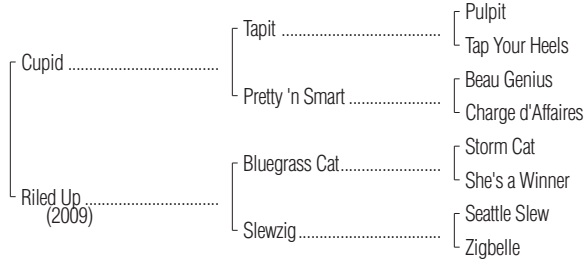 Pulpit
Tapit
Tap Your Heels
Cupid
Beau Genius
Pretty 'n Smart
Charge d'Affaires
Storm Cat
Bluegrass Cat
She's a Winner
Riled Up
(2009)
Seattle Slew
Slewzig
Zigbelle